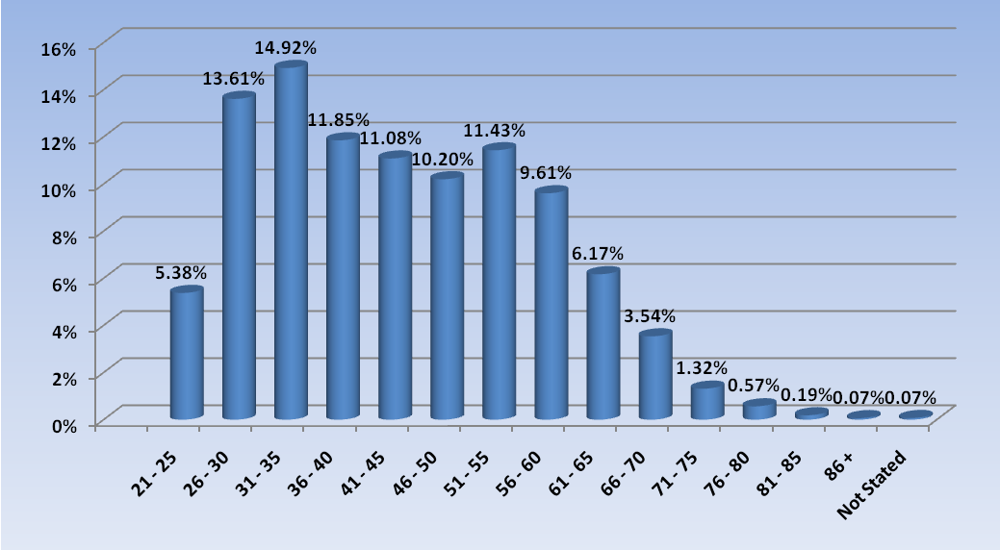 16%
14%
12%
10%
8%
6%
4%
2%
0%
5.38%
13.61%
14.92%
11.85%
11.08%
10.20%
11.43%
9.61%
6.17%
3.54%
1.32%
0.57%
0.19%
0.07%
0.07%
21 - 25
26 - 30
31 - 35
36 - 40
41 - 45
46 - 50
51 - 55
56 - 60
61 - 65
66 - 70
71 - 75
76 - 80
81 - 85
86 +
Not Stated